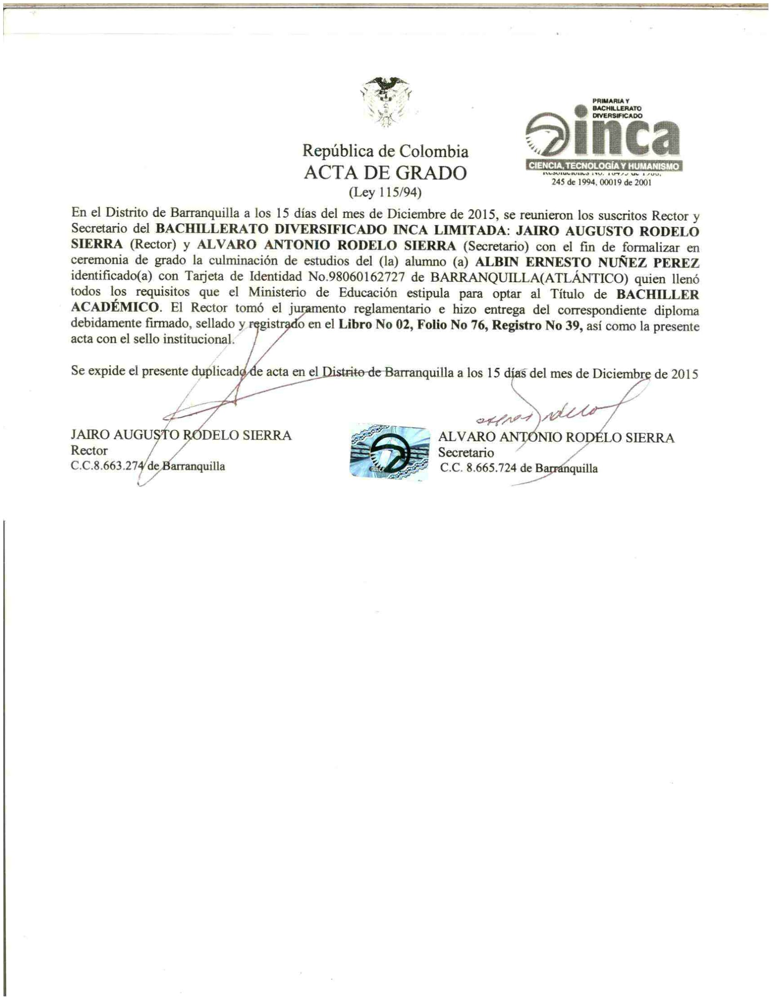 PRIMARIA Y
BACHILLERATO
DIVERSIFICADO
inca
CIENCIA, TECNOLOGÍA Y HUMANISMO
Resoluciones No.
245 de 1994, 00019 de 2001
República de Colombia
ACTA DE GRADO
(Ley 115/94)
En el Distrito de Barranquilla a los 15 días del mes de Diciembre de 2015, se reunieron los suscritos Rector y
Secretario del BACHILLERATO DIVERSIFICADO INCA LIMITADA: JAIRO AUGUSTO RODELO
SIERRA (Rector) y ALVARO ANTONIO RODELO SIERRA (Secretario) con el fin de formalizar en
ceremonia de grado la culminación de estudios del (la) alumno (a) ALBIN ERNESTO NUÑEZ PEREZ
identificado(a) con Tarjeta de Identidad No.98060162727 de BARRANQUILLA(ATLÁNTICO) quien llenó
todos los requisitos que el Ministerio de Educación estipula para optar al Título de BACHILLER
ACADÉMICO. El Rector tomó el juramento reglamentario e hizo entrega del correspondiente diploma
debidamente firmado, sellado y registrado en el Libro No 02, Folio No 76, Registro No 39, así como la presente
acta con el sello institucional.
Se expide el presente duplicado de acta en el Distrito de Barranquilla a los 15 días del mes de Diciembre de 2015
JAIRO AUGUSTO RODELO SIERRA
Rector
C.C.8.663.274 de Barranquilla
ALVARO ANTONIO RODELO SIERRA
Secretario
C.C. 8.665.724 de Barranquilla